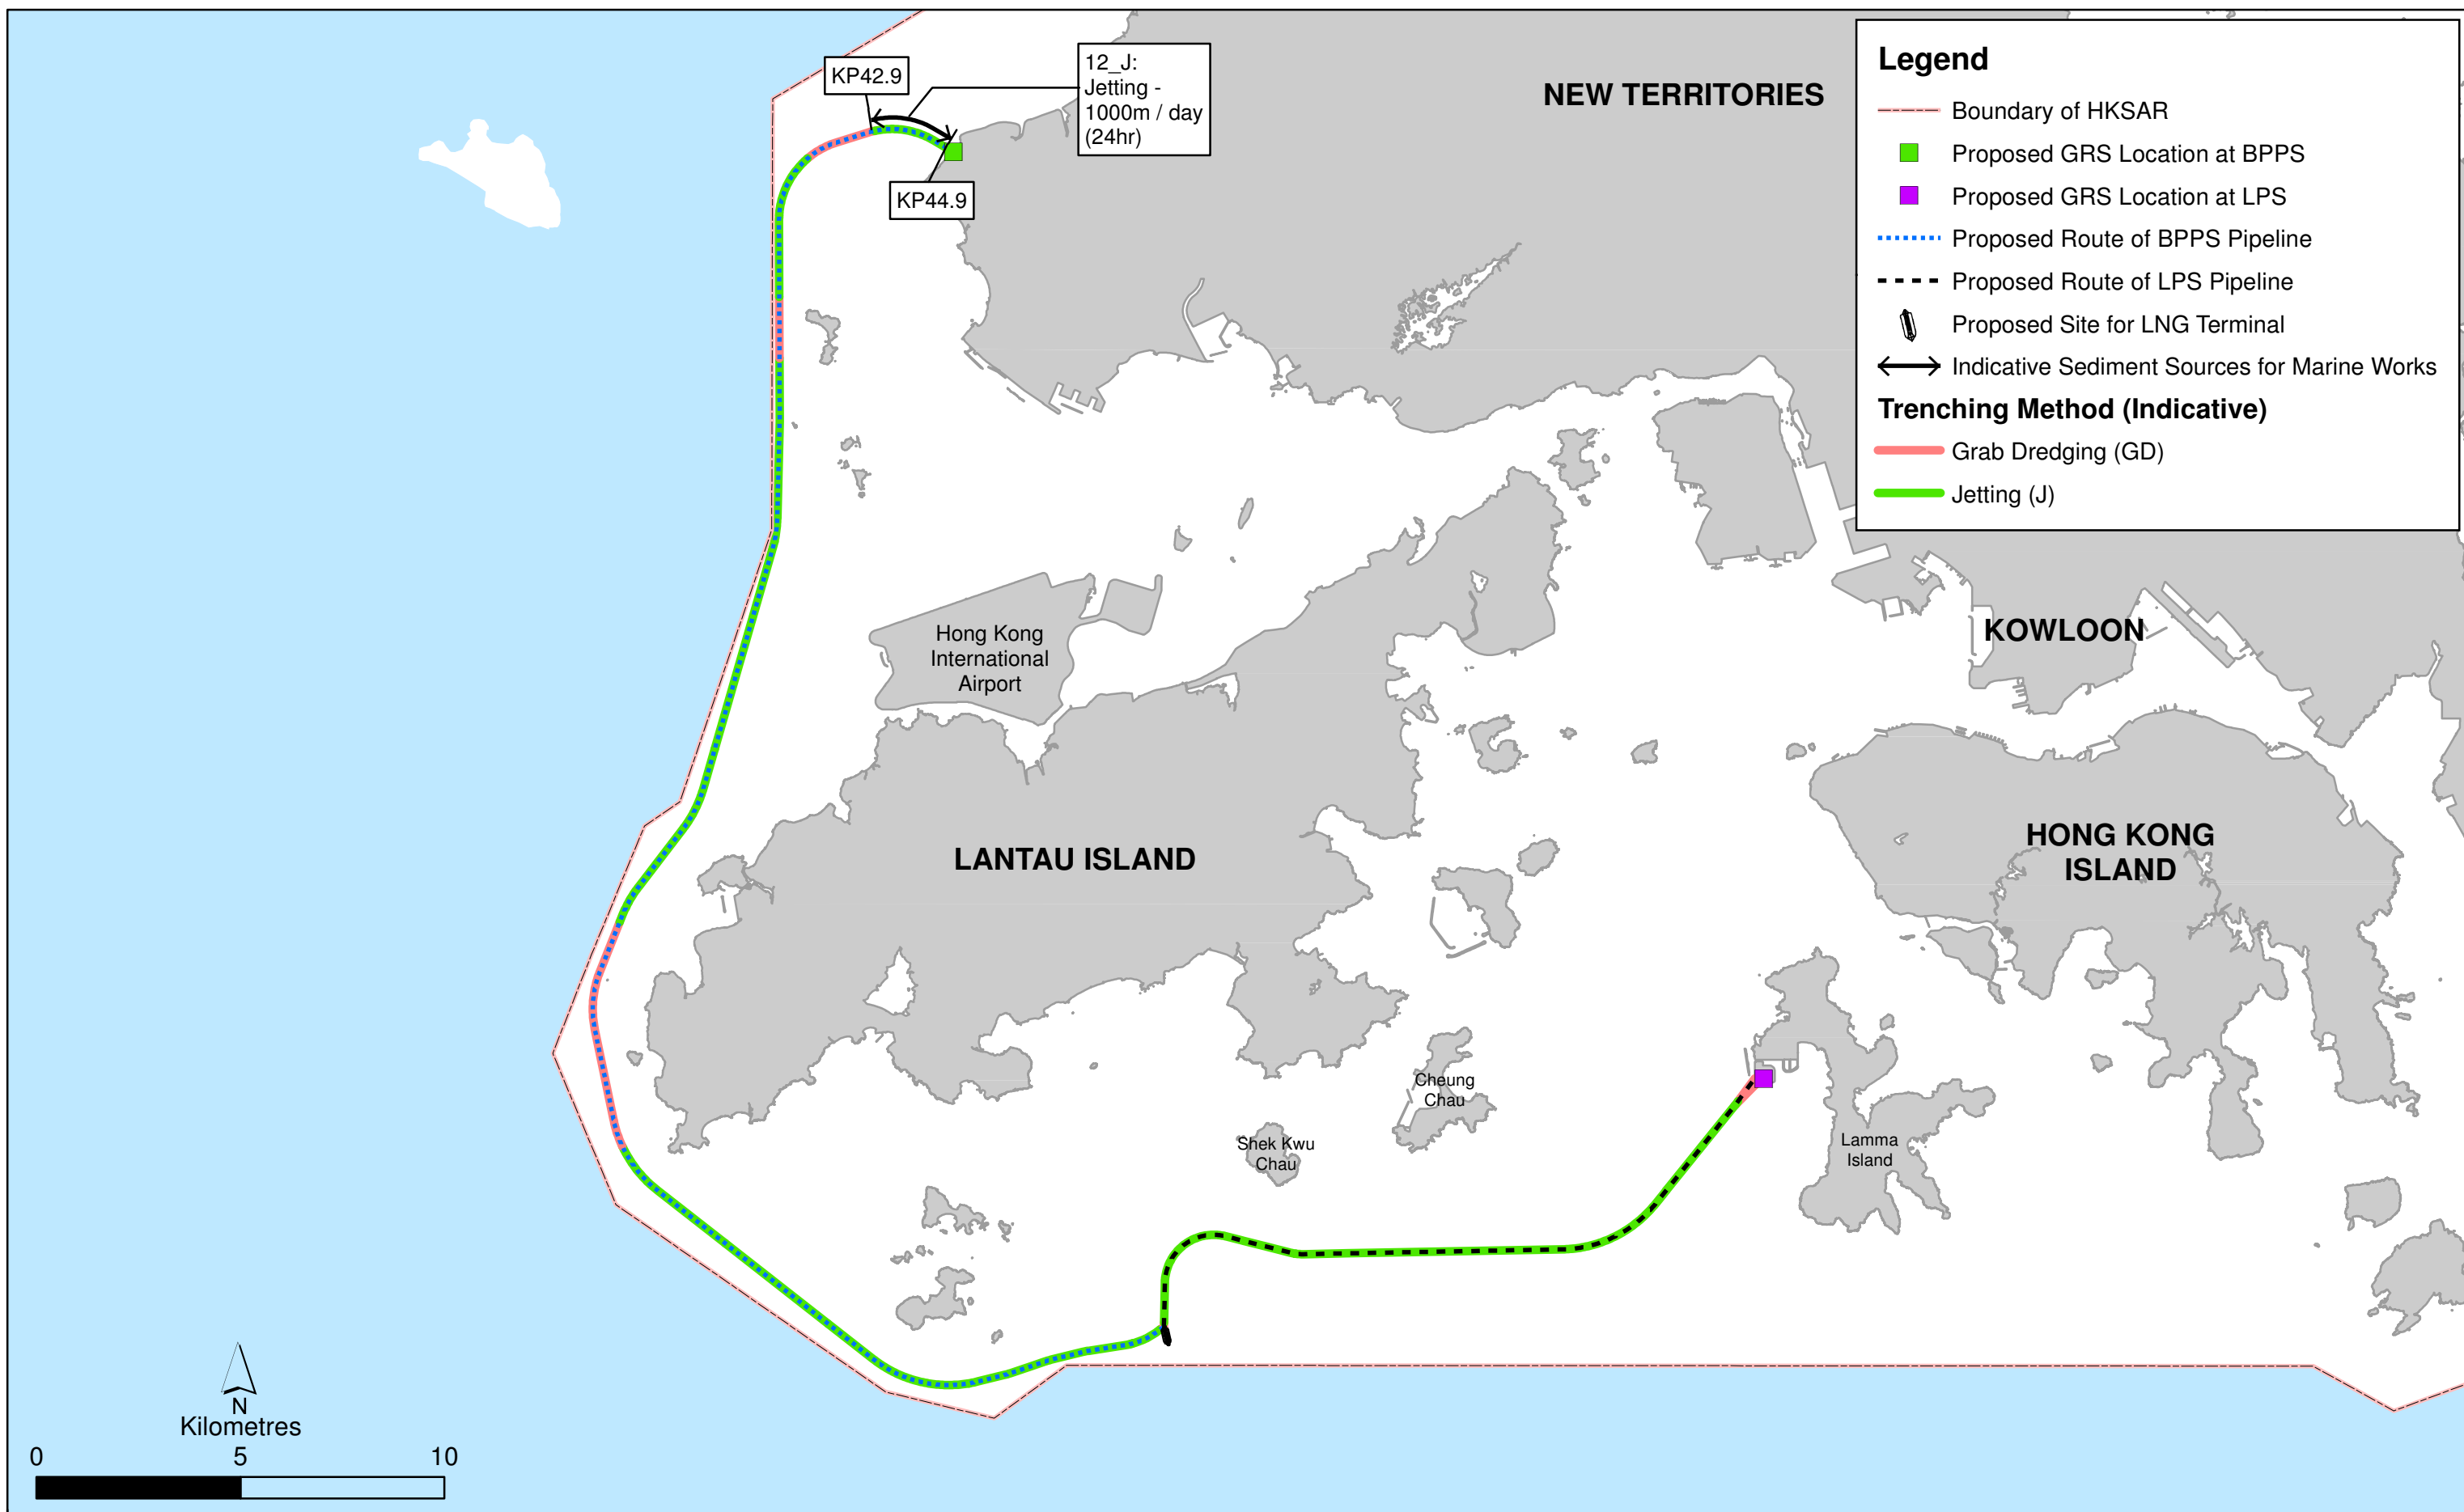 KP42.9
12_J:
Jetting -
1000m / day
(24hr)
KP44.9
NEW TERRITORIES
Legend
Boundary of HKSAR
Proposed GRS Location at BPPS
Proposed GRS Location at LPS
Proposed Route of BPPS Pipeline
Proposed Route of LPS Pipeline
Proposed Site for LNG Terminal
Indicative Sediment Sources for Marine Works
Trenching Method (Indicative)
Grab Dredging (GD)
Jetting (J)
Hong Kong
International
Airport
KOWLOON
LANTAU ISLAND
HONG KONG
ISLAND
Cheung
Chau
Shek Kwu
Chau
Lamma
Island
N
Kilometres
0 5 10